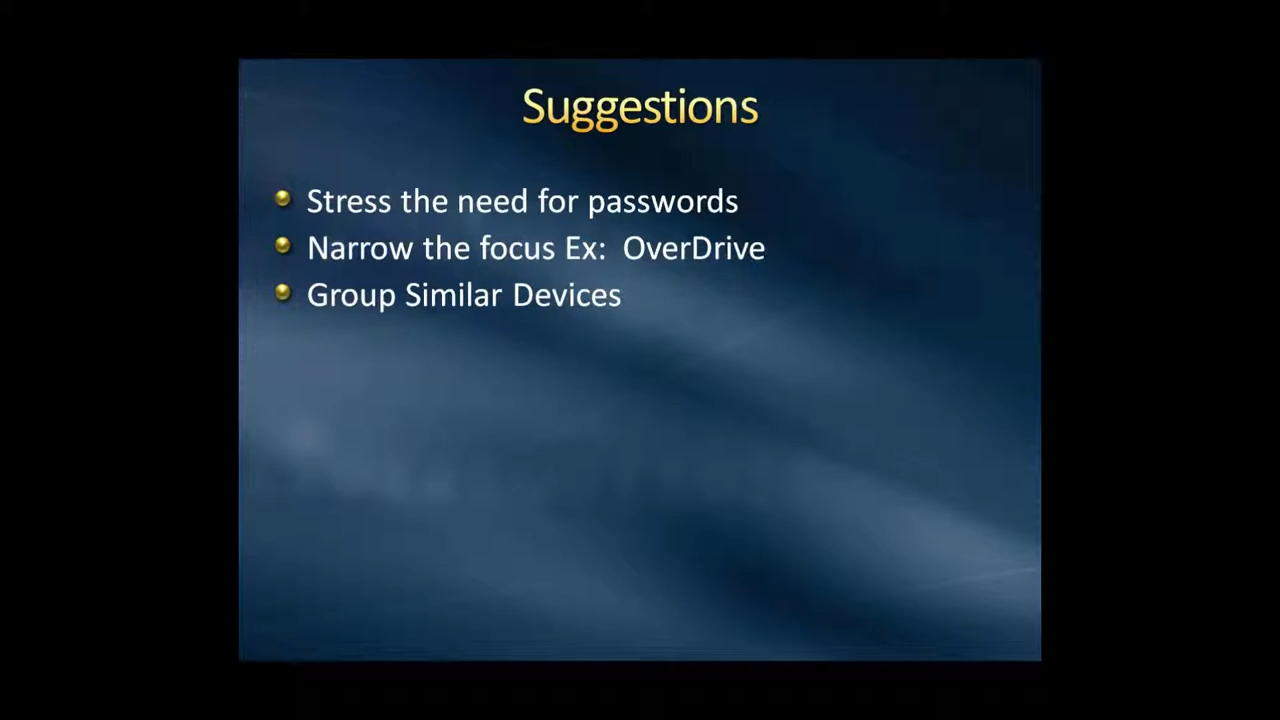 Suggestions
Stress the need for passwords
Narrow the focus Ex:  OverDrive
Group Similar Devices